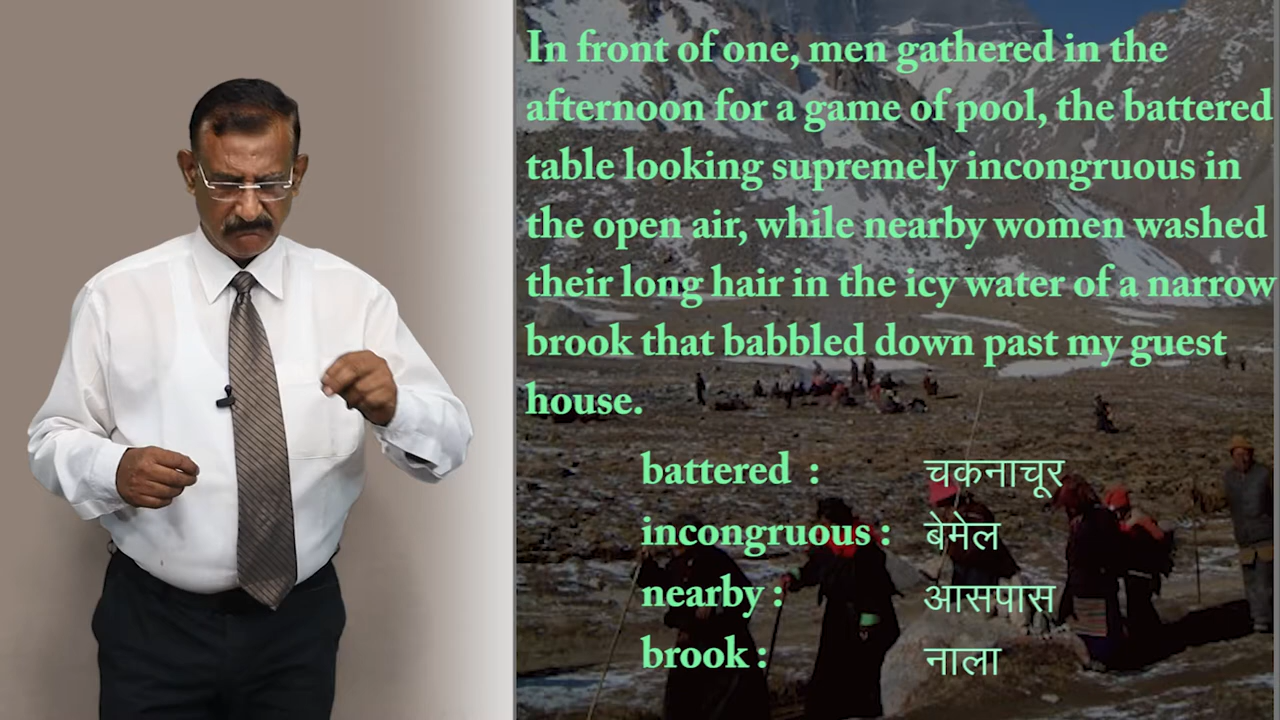 In front of one, men gathered in the
afternoon for a game of pool, the battered
table looking supremely incongruous in
the open air, while nearby women washed
their long hair in the icy water of a narrow
brook that babbled down past my guest
house.
battered : चकनाचूर
incongruous : बेमेल
nearby : आसपास
brook : नाला